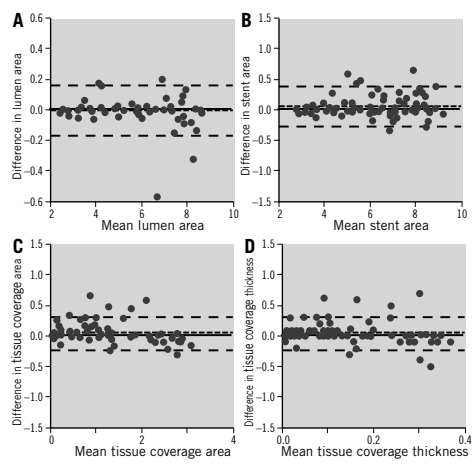 A
Difference in lumen area
0.6
0.4
0.2
0.0
−0.2
−0.4
−0.6
2 4 6 8 10
Mean lumen area
B
Difference in stent area
1.5
1.0
0.5
0.0
−0.5
−1.0
−1.5
2 4 6 8 10
Mean stent area
C
Difference in tissue coverage area
1.5
1.0
0.5
0.0
−0.5
−1.0
−1.5
0 2 4
Mean tissue coverage area
D
Difference in tissue coverage thickness
1.5
1.0
0.5
0.0
−0.5
−1.0
−1.5
0.0 0.2 0.4
Mean tissue coverage thickness